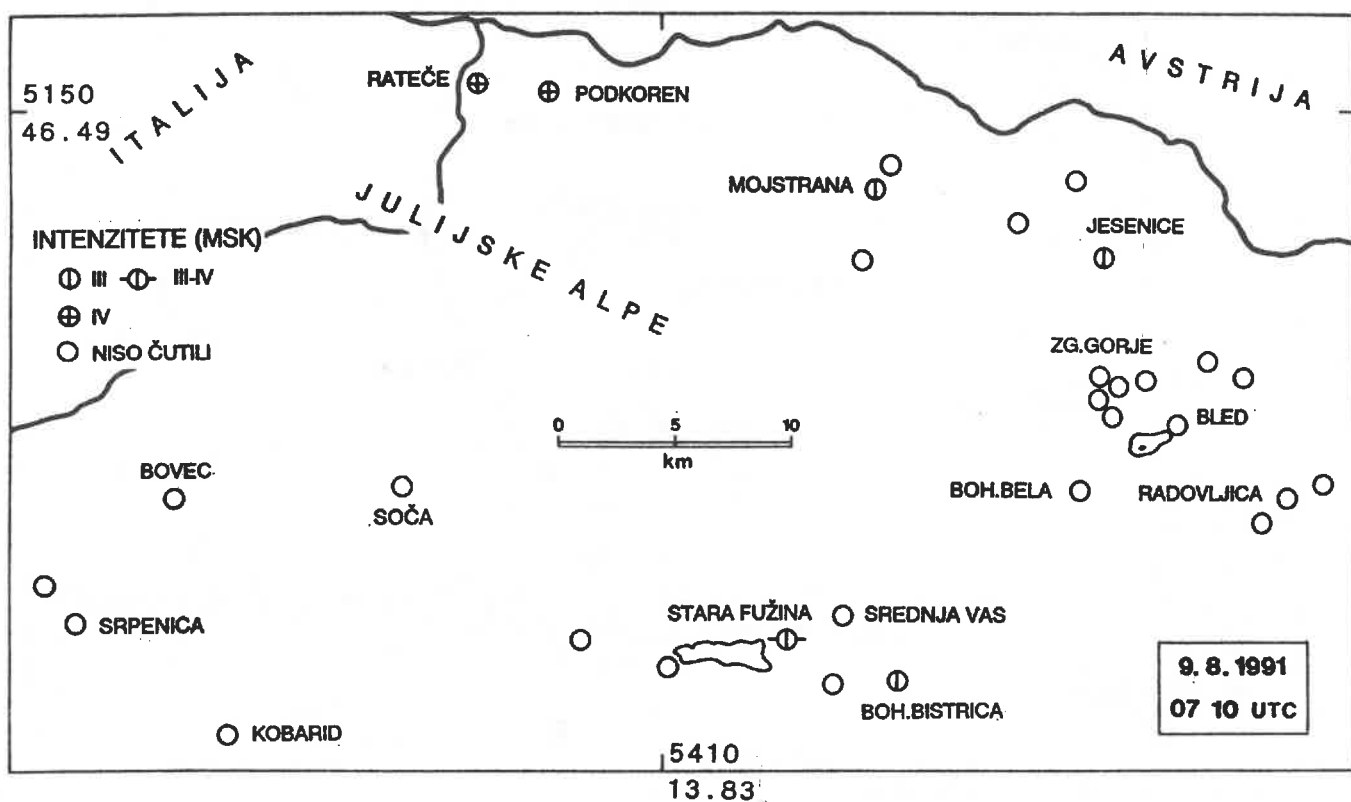 ITALIJA
AVSTRIJA
RATEČE
PODKOREN
5150
46.49
MOJSTRANA
JULIJSKE ALPE
JESENICE
INTENZITETE (MSK)
III III-IV
IV
NISO ČUTILI
ZG.GORJE
BLED
0 5 10
km
BOVEC
SOČA
BOH.BELA
RADOVLJICA
SRPENICA
STARA FUŽINA
SREDNJA VAS
BOH.BISTRICA
KOBARID
9.8.1991
07 10 UTC
5410
13.83